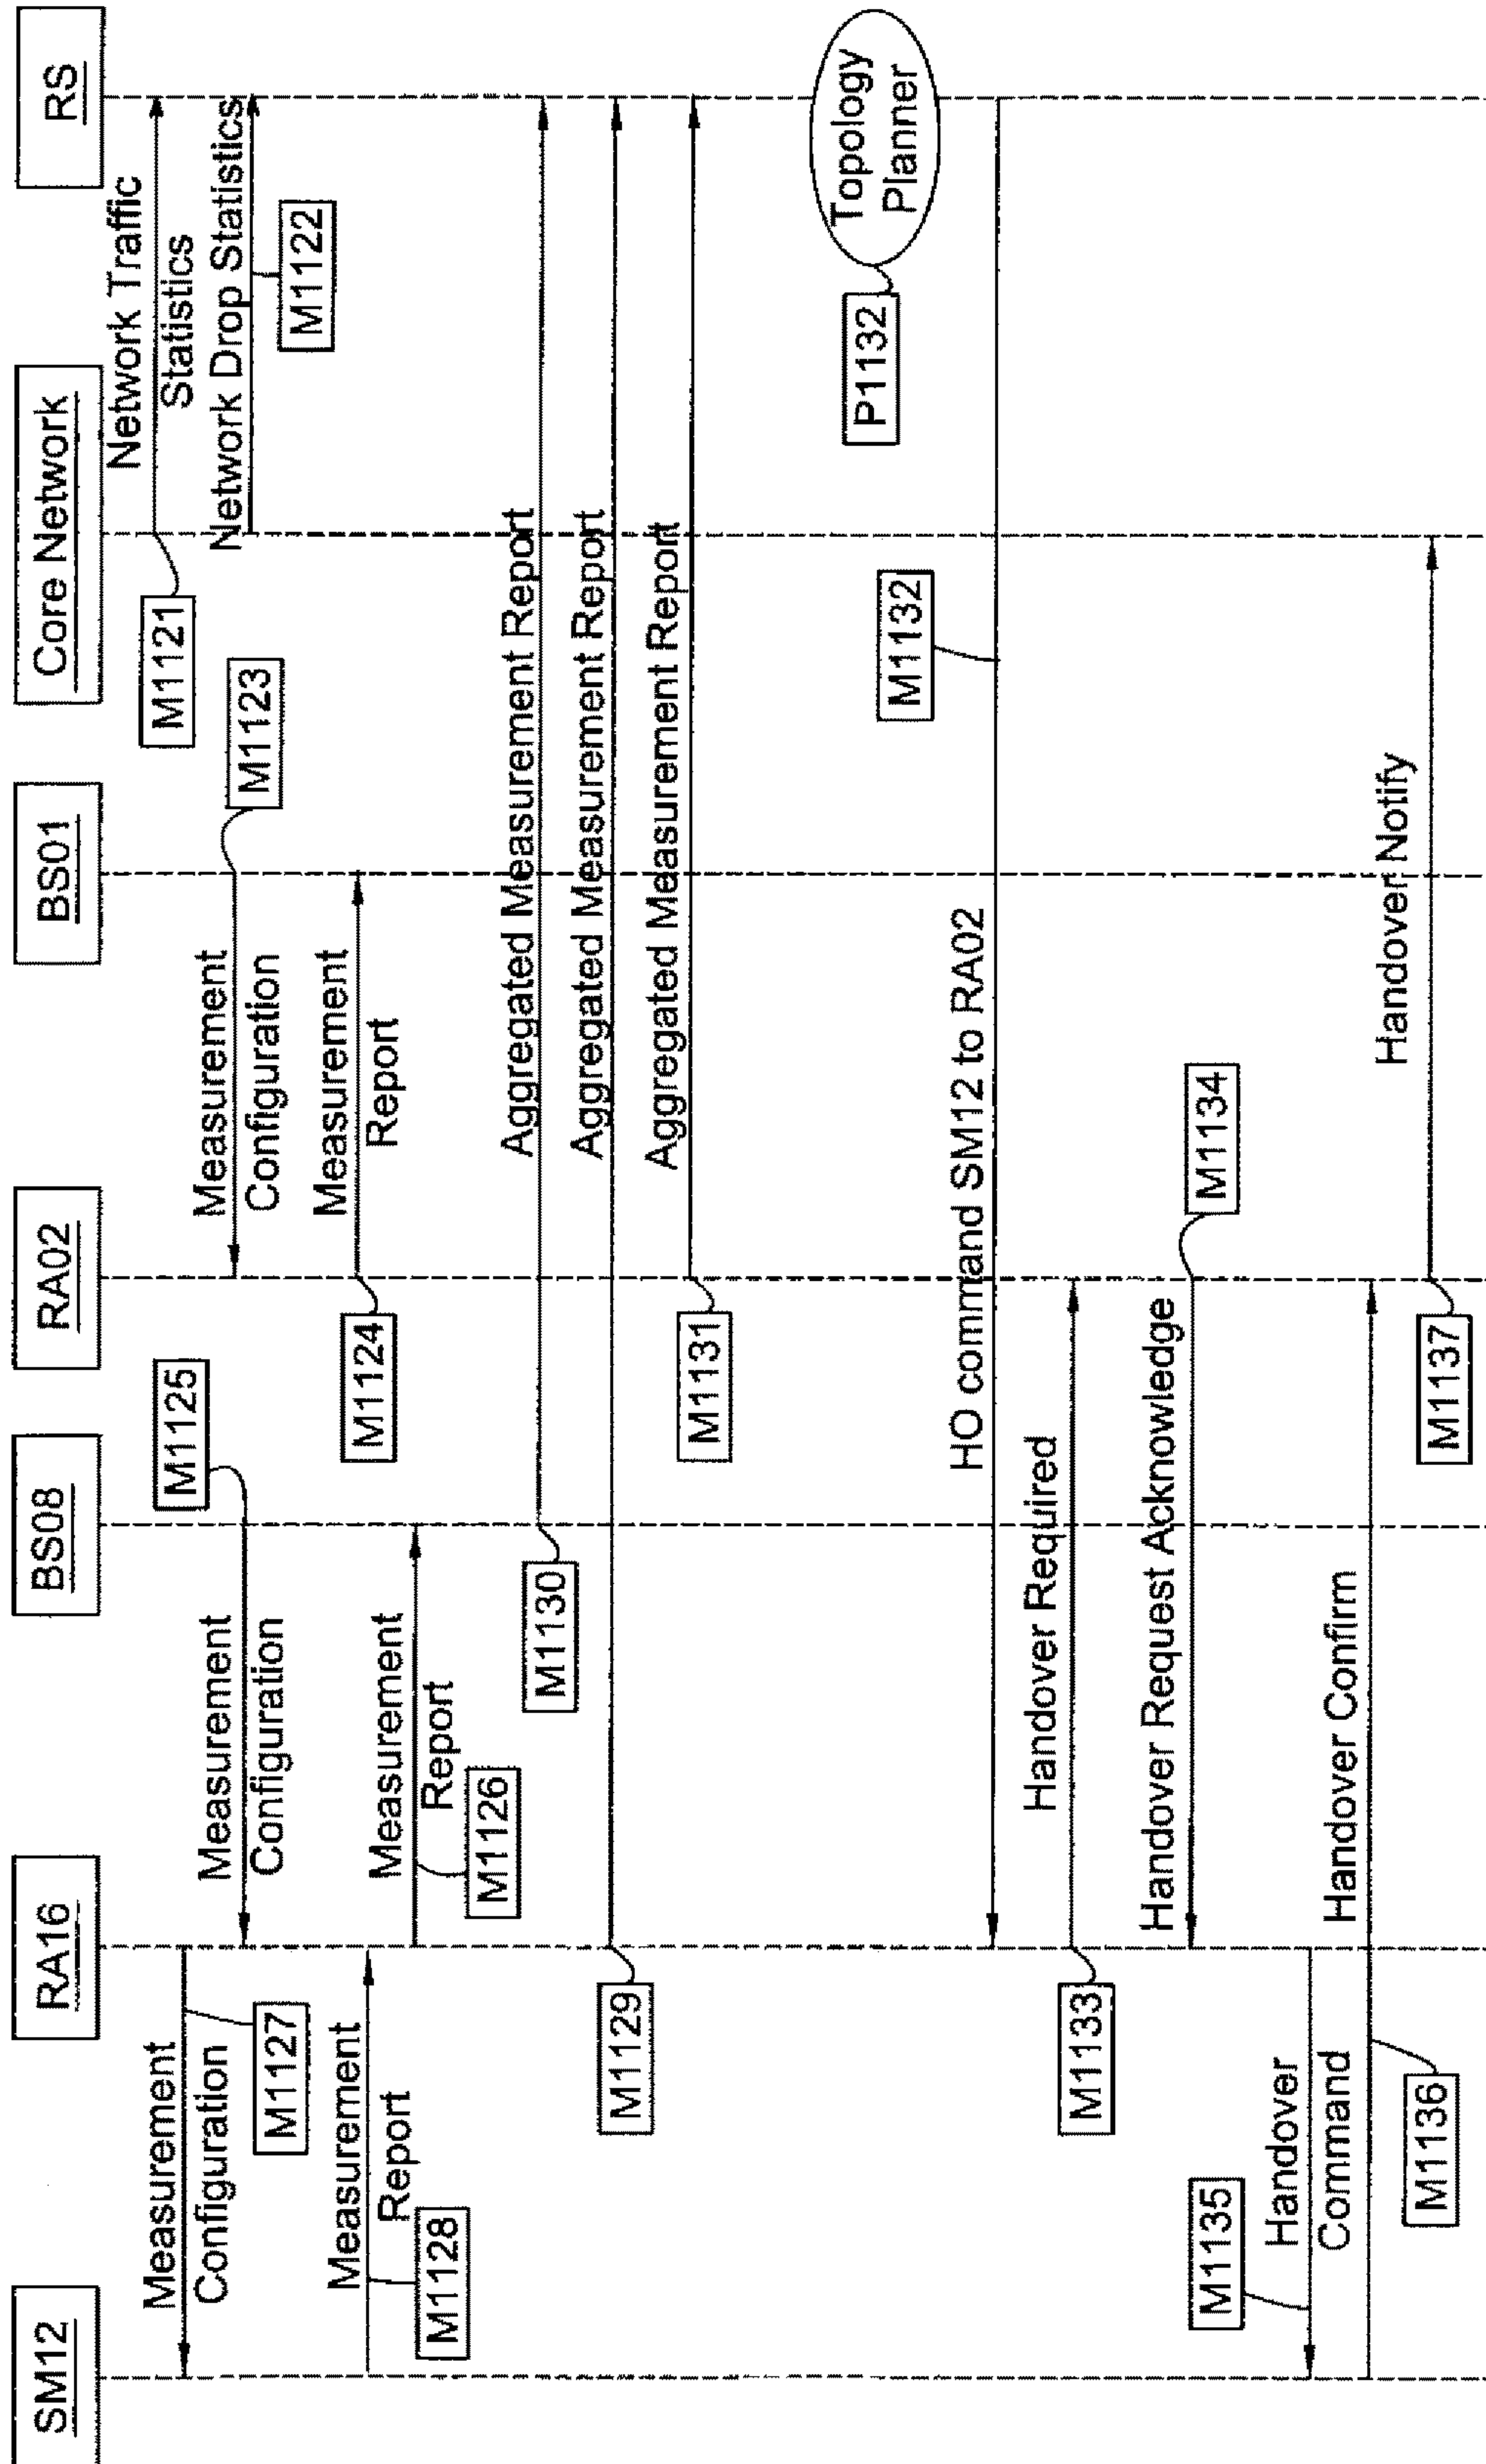 SM12
RA16
BS08
RA02
BS01
Core Network
RS
Network Traffic
Statistics
M1121
Network Drop Statistics
M1122
M1123
Measurement
Configuration
Measurement
Report
M1124
M1125
Measurement
Configuration
Measurement
Report
M1126
Measurement
Configuration
M1127
Measurement
Report
M1128
Aggregated Measurement Report
M1130
Aggregated Measurement Report
M1129
Aggregated Measurement Report
M1131
Topology
Planner
P1132
M1132
HO command SM12 to RA02
Handover Required
M1133
M1134
Handover Request Acknowledge
M1135
Handover
Command
Handover Confirm
M1136
Handover Notify
M1137